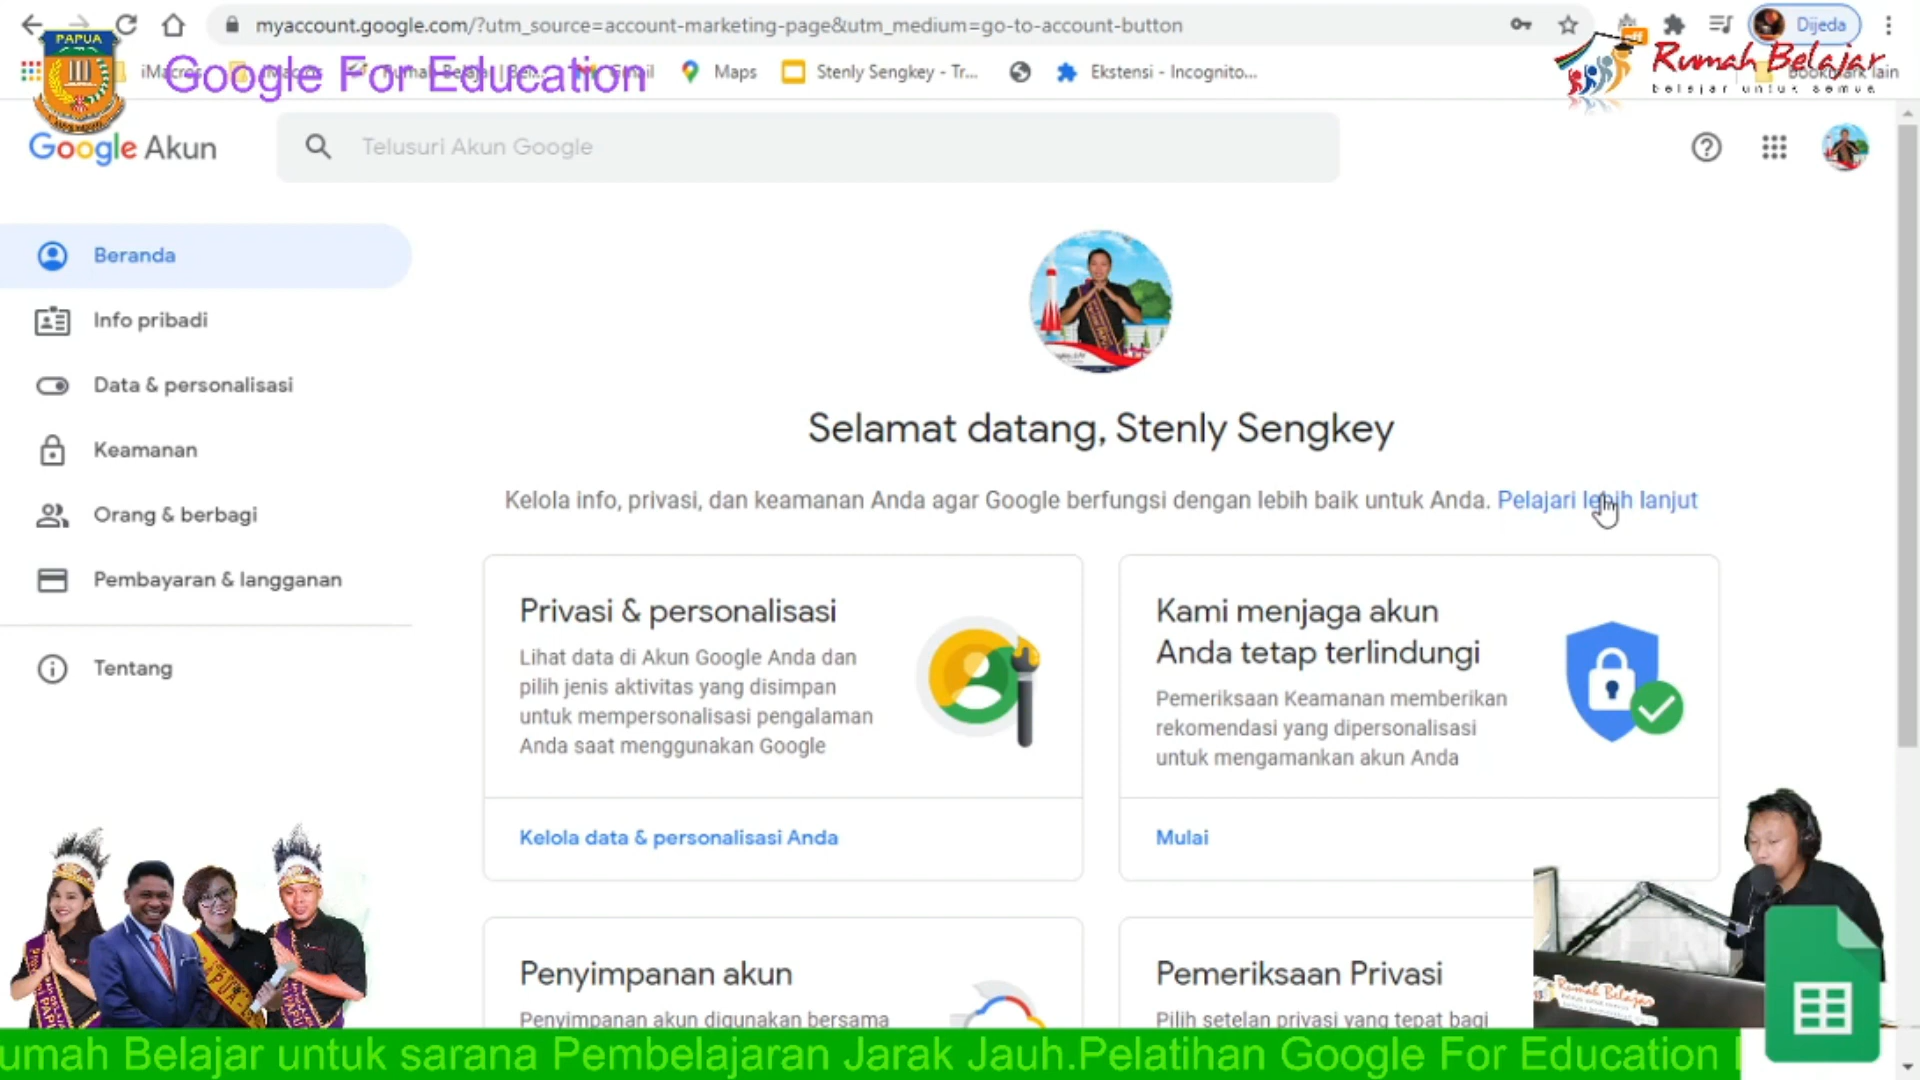 myaccount.google.com/?utm_source=account-marketing-page&utm_medium=go-to-account-button
Dijeda
PAPUA
Google For Education
Maps
Stenly Sengkey - Tr...
Ekstensi - Incognito...
Rumah Belajar
belajar untuk semua
Google Akun
Telusuri Akun Google
Beranda
Info pribadi
Data & personalisasi
Keamanan
Orang & berbagi
Pembayaran & langganan
Tentang
Selamat datang, Stenly Sengkey
Kelola info, privasi, dan keamanan Anda agar Google berfungsi dengan lebih baik untuk Anda. Pelajari lebih lanjut
Privasi & personalisasi
Lihat data di Akun Google Anda dan
pilih jenis aktivitas yang disimpan
untuk mempersonalisasi pengalaman
Anda saat menggunakan Google
Kelola data & personalisasi Anda
Kami menjaga akun
Anda tetap terlindungi
Pemeriksaan Keamanan memberikan
rekomendasi yang dipersonalisasi
untuk mengamankan akun Anda
Mulai
Penyimpanan akun
Penyimpanan akun digunakan bersama
Pemeriksaan Privasi
Pilih setelan privasi yang tepat bagi
Rumah Belajar
umah Belajar untuk sarana Pembelajaran Jarak Jauh.Pelatihan Google For Education